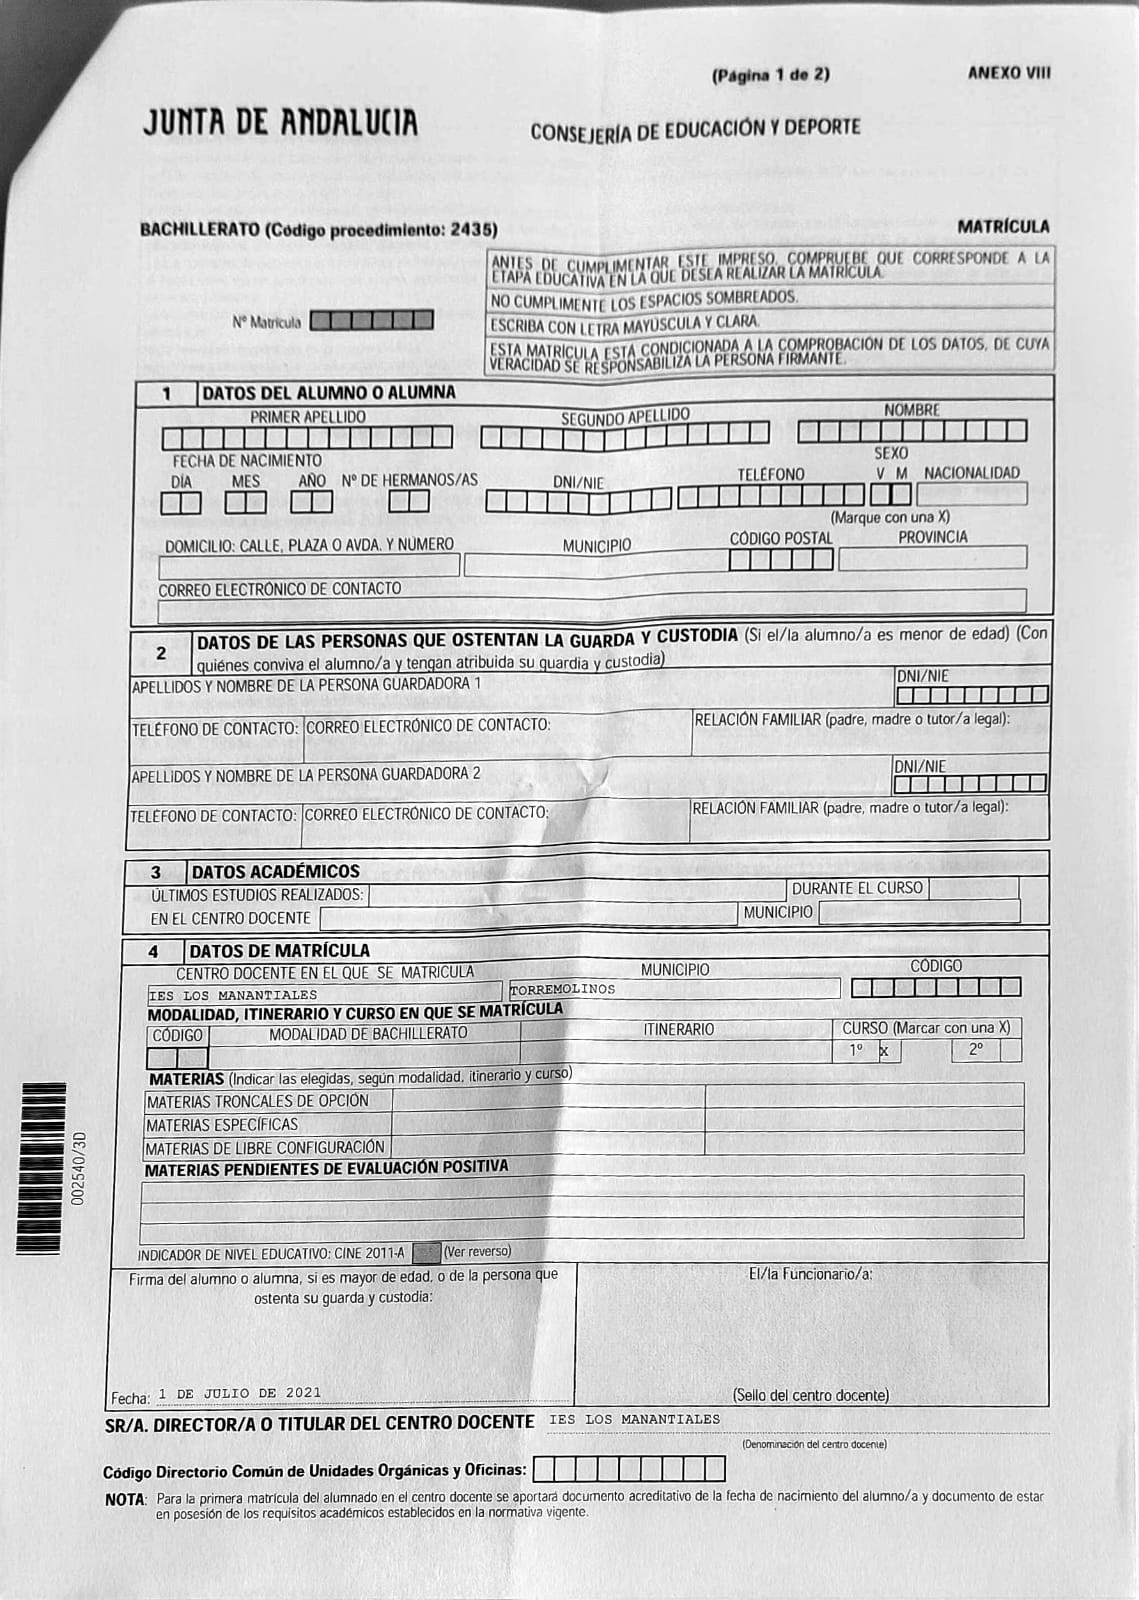 (Página 1 de 2)
ANEXO VIII
JUNTA DE ANDALUCIA
CONSEJERÍA DE EDUCACIÓN Y DEPORTE
BACHILLERATO (Código procedimiento: 2435)
MATRÍCULA
ANTES DE CUMPLIMENTAR ESTE IMPRESO, COMPRUEBE QUE CORRESPONDE A LA
ETAPA EDUCATIVA EN LA QUE DESEA REALIZAR LA MATRÍCULA.
NO CUMPLIMENTE LOS ESPACIOS SOMBREADOS.
Nº Matrícula
ESCRIBA CON LETRA MAYÚSCULA Y CLARA.
ESTA MATRÍCULA ESTÁ CONDICIONADA A LA COMPROBACIÓN DE LOS DATOS, DE CUYA
VERACIDAD SE RESPONSABILIZA LA PERSONA FIRMANTE.
1 DATOS DEL ALUMNO O ALUMNA
PRIMER APELLIDO SEGUNDO APELLIDO NOMBRE
FECHA DE NACIMIENTO SEXO
DÍA MES AÑO Nº DE HERMANOS/AS DNI/NIE TELÉFONO V M NACIONALIDAD
(Marque con una X)
DOMICILIO: CALLE, PLAZA O AVDA. Y NÚMERO MUNICIPIO CÓDIGO POSTAL PROVINCIA
CORREO ELECTRÓNICO DE CONTACTO
2 DATOS DE LAS PERSONAS QUE OSTENTAN LA GUARDA Y CUSTODIA (Si el/la alumno/a es menor de edad) (Con
quiénes conviva el alumno/a y tengan atribuida su guardia y custodia)
APELLIDOS Y NOMBRE DE LA PERSONA GUARDADORA 1 DNI/NIE
TELÉFONO DE CONTACTO: CORREO ELECTRÓNICO DE CONTACTO: RELACIÓN FAMILIAR (padre, madre o tutor/a legal):
APELLIDOS Y NOMBRE DE LA PERSONA GUARDADORA 2 DNI/NIE
TELÉFONO DE CONTACTO: CORREO ELECTRÓNICO DE CONTACTO: RELACIÓN FAMILIAR (padre, madre o tutor/a legal):
3 DATOS ACADÉMICOS
ÚLTIMOS ESTUDIOS REALIZADOS: DURANTE EL CURSO
EN EL CENTRO DOCENTE MUNICIPIO
4 DATOS DE MATRÍCULA
CENTRO DOCENTE EN EL QUE SE MATRICULA MUNICIPIO CÓDIGO
IES LOS MANANTIALES TORREMOLINOS
MODALIDAD, ITINERARIO Y CURSO EN QUE SE MATRÍCULA
CÓDIGO MODALIDAD DE BACHILLERATO ITINERARIO CURSO (Marcar con una X)
1º x 2º
MATERIAS (Indicar las elegidas, según modalidad, itinerario y curso)
MATERIAS TRONCALES DE OPCIÓN
MATERIAS ESPECÍFICAS
MATERIAS DE LIBRE CONFIGURACIÓN
MATERIAS PENDIENTES DE EVALUACIÓN POSITIVA
002540/3D
INDICADOR DE NIVEL EDUCATIVO: CINE 2011-A (Ver reverso)
Firma del alumno o alumna, si es mayor de edad, o de la persona que
ostenta su guarda y custodia:
El/la Funcionario/a:
Fecha: 1 DE JULIO DE 2021
(Sello del centro docente)
SR/A. DIRECTOR/A O TITULAR DEL CENTRO DOCENTE IES LOS MANANTIALES
(Denominación del centro docente)
Código Directorio Común de Unidades Orgánicas y Oficinas:
NOTA: Para la primera matrícula del alumnado en el centro docente se aportará documento acreditativo de la fecha de nacimiento del alumno/a y documento de estar
en posesión de los requisitos académicos establecidos en la normativa vigente.